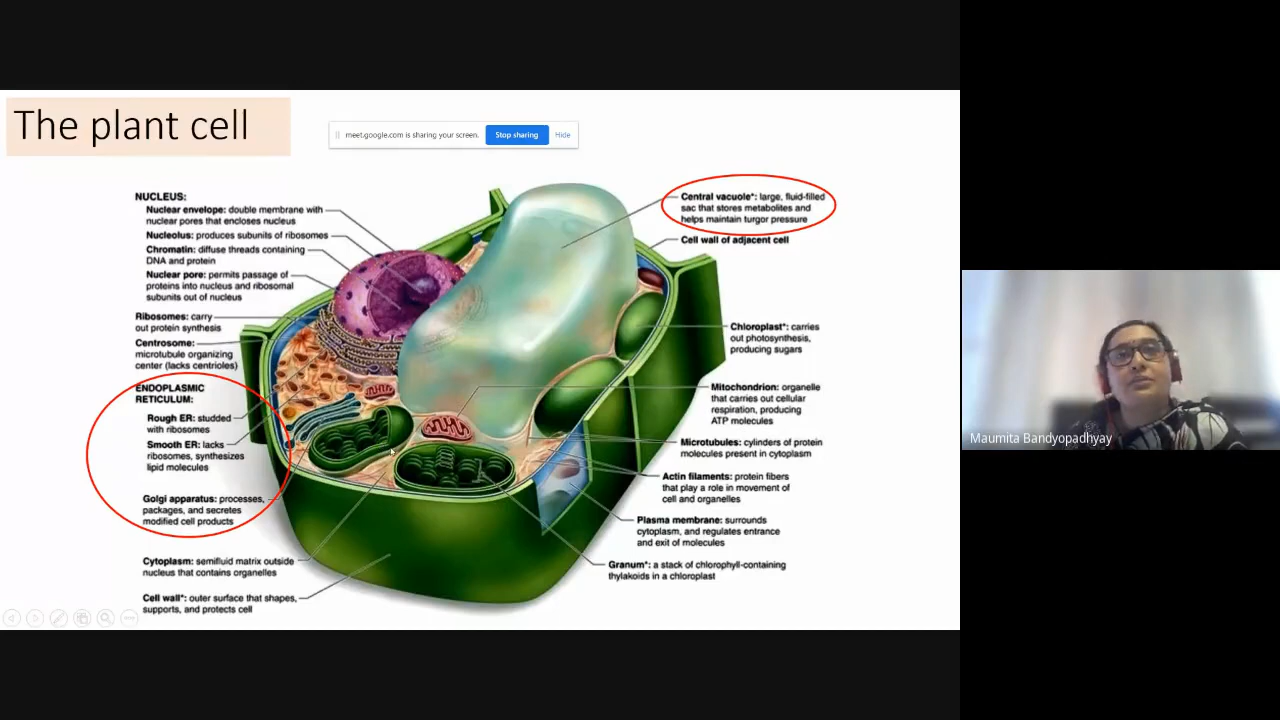 The plant cell
meet.google.com is sharing your screen.
Stop sharing
Hide
NUCLEUS:
Nuclear envelope: double membrane with
nuclear pores that encloses nucleus
Nucleolus: produces subunits of ribosomes
Chromatin: diffuse threads containing
DNA and protein
Nuclear pore: permits passage of
proteins into nucleus and ribosomal
subunits out of nucleus
Ribosomes: carry
out protein synthesis
Centrosome:
microtubule organizing
center (lacks centrioles)
ENDOPLASMIC
RETICULUM:
Rough ER: studded
with ribosomes
Smooth ER: lacks
ribosomes, synthesizes
lipid molecules
Golgi apparatus: processes,
packages, and secretes
modified cell products
Cytoplasm: semifluid matrix outside
nucleus that contains organelles
Cell wall*: outer surface that shapes,
supports, and protects cell
Central vacuole*: large, fluid-filled
sac that stores metabolites and
helps maintain turgor pressure
Cell wall of adjacent cell
Chloroplast*: carries
out photosynthesis,
producing sugars
Mitochondrion: organelle
that carries out cellular
respiration, producing
ATP molecules
Microtubules: cylinders of protein
molecules present in cytoplasm
Actin filaments: protein fibers
that play a role in movement of
cell and organelles
Plasma membrane: surrounds
cytoplasm, and regulates entrance
and exit of molecules
Granum*: a stack of chlorophyll-containing
thylakoids in a chloroplast
Maumita Bandyopadhyay